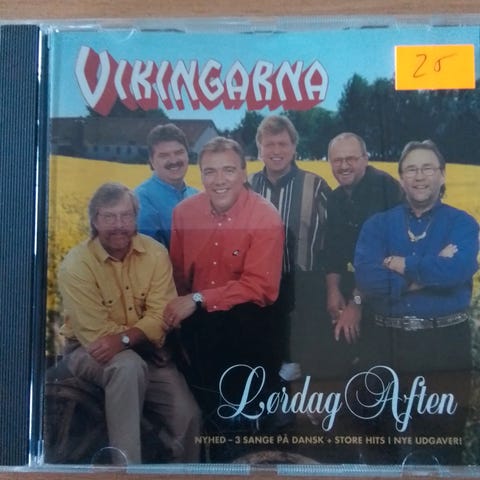 VIKINGARNA
25
Lørdag Aften
NYHED – 3 SANGE PÅ DANSK + STORE HITS I NYE UDGAVER!